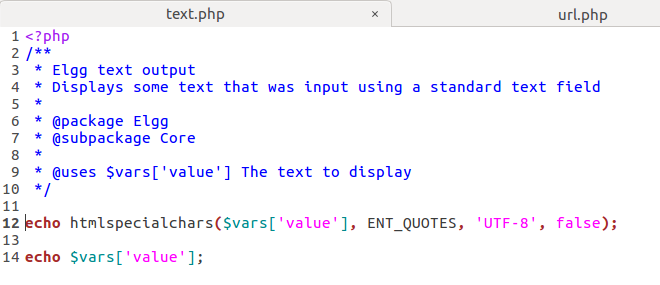 text.php × url.php
1 <?php
2 /**
3  * Elgg text output
4  * Displays some text that was input using a standard text field
5  *
6  * @package Elgg
7  * @subpackage Core
8  *
9  * @uses $vars['value'] The text to display
10  */
11
12 echo htmlspecialchars($vars['value'], ENT_QUOTES, 'UTF-8', false);
13
14 echo $vars['value'];